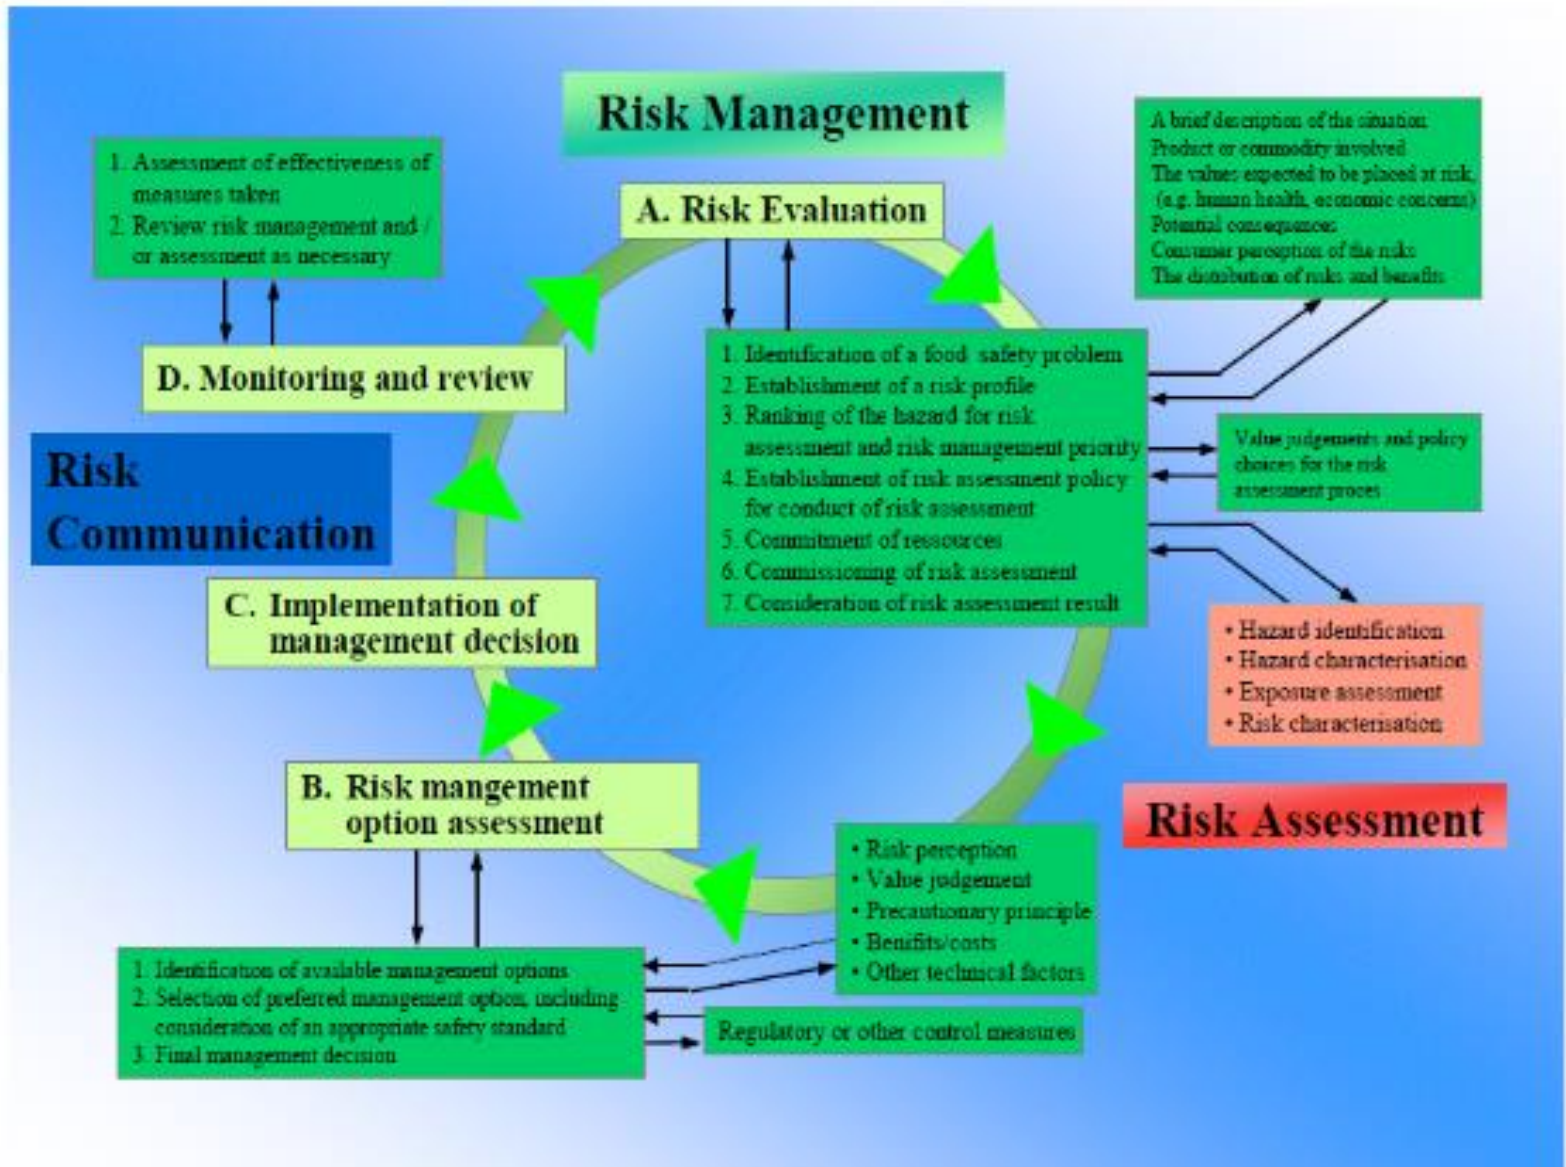 Risk Management
A brief description of the situation
Product or commodity involved
The values expected to be placed at risk,
(e.g. human health, economic concerns)
Potential consequences
Consumer perception of the risks
The distribution of risks and benefits
1. Assessment of effectiveness of
measures taken
2. Review risk management and /
or assessment as necessary
A. Risk Evaluation
D. Monitoring and review
1. Identification of a food safety problem
2. Establishment of a risk profile
3. Ranking of the hazard for risk
assessment and risk management priority
4. Establishment of risk assessment policy
for conduct of risk assessment
5. Commitment of ressources
6. Commissioning of risk assessment
7. Consideration of risk assessment result
Value judgements and policy
choices for the risk
assessment proces
Risk
Communication
C. Implementation of
management decision
• Hazard identification
• Hazard characterisation
• Exposure assessment
• Risk characterisation
B. Risk mangement
option assessment
Risk Assessment
• Risk perception
• Value judgement
• Precautionary principle
• Benifits/costs
• Other technical factors
1. Identification of available management options
2. Selection of preferred management option, including
consideration of an appropriate safety standard
3. Final management decision
Regulatory or other control measures